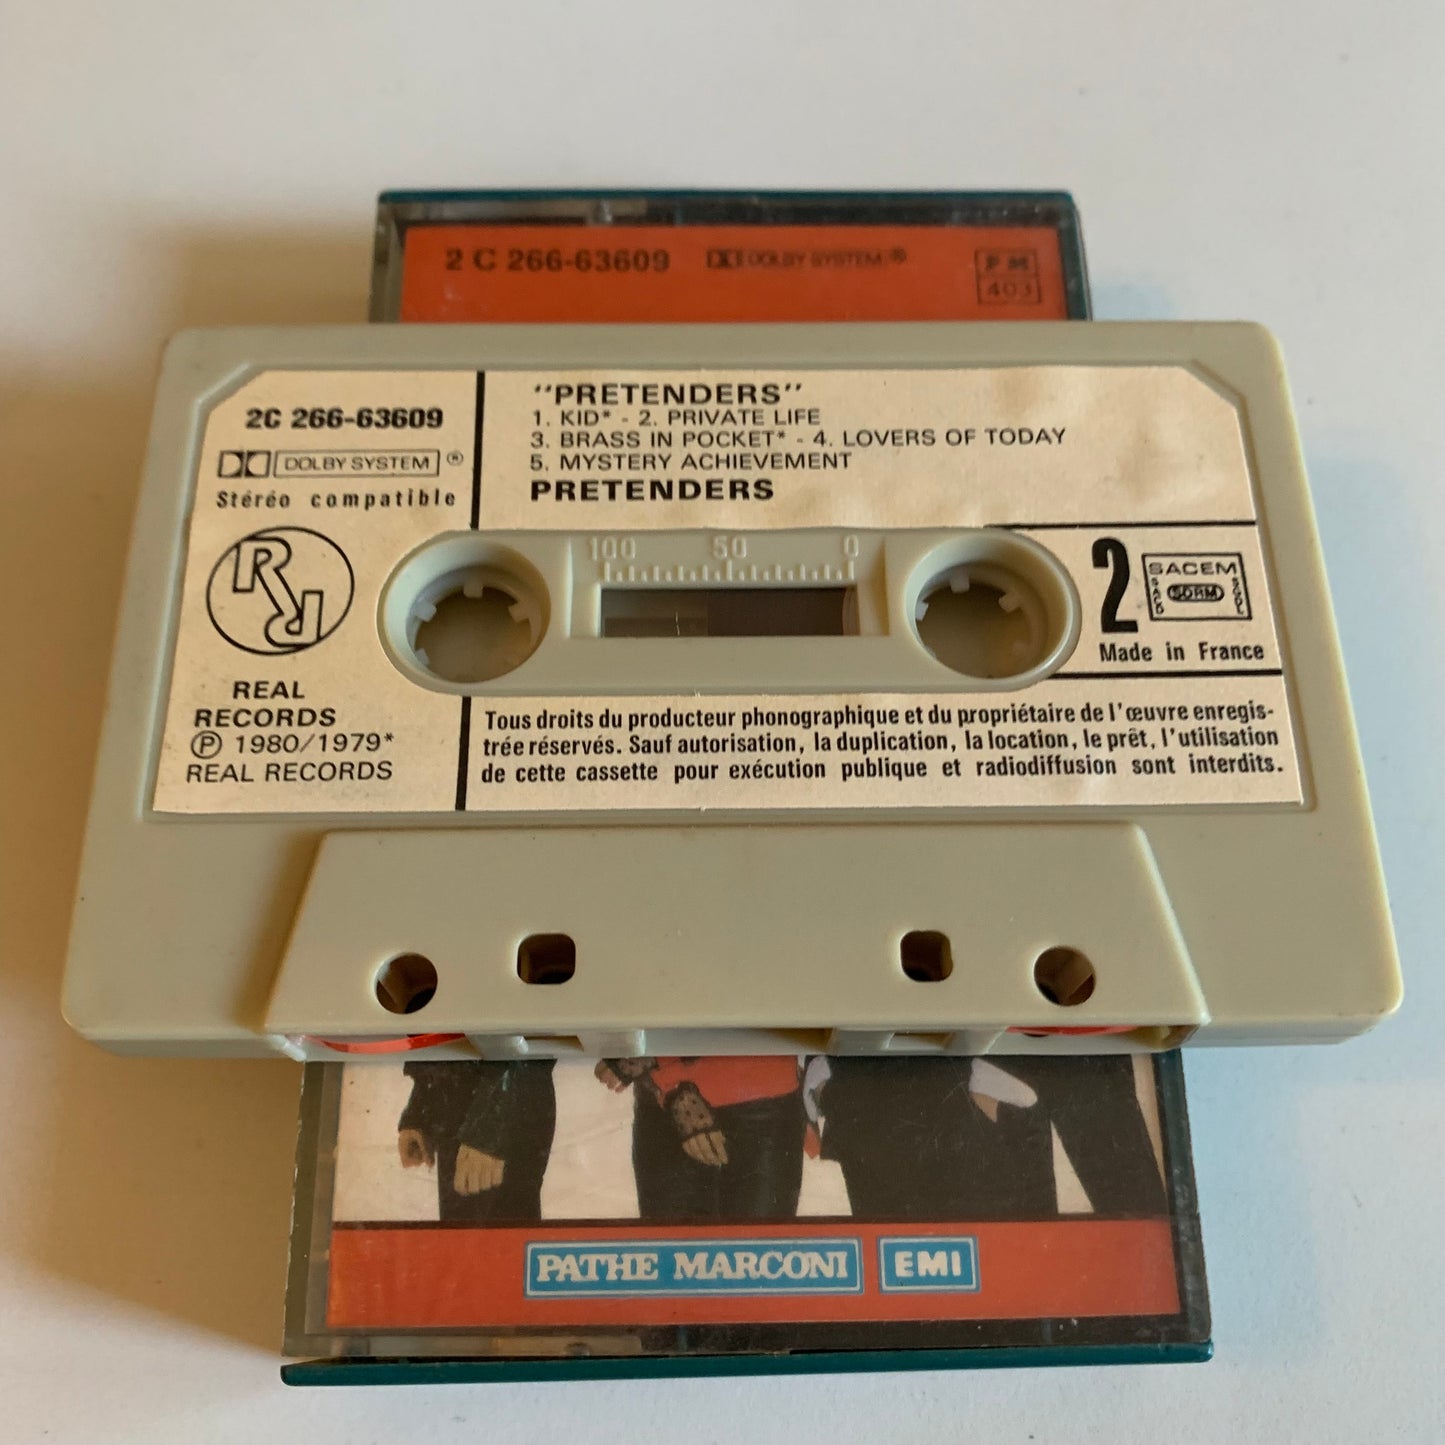 2 C 266-63609 DOLBY SYSTEM ® PM
403
2C 266-63609
DOLBY SYSTEM ®
Stéréo compatible
"PRETENDERS"
1. KID* - 2. PRIVATE LIFE
3. BRASS IN POCKET* - 4. LOVERS OF TODAY
5. MYSTERY ACHIEVEMENT
PRETENDERS
100 50 0
2
SACEM
SACD SDRM SGDL
Made in France
RR
REAL
RECORDS
℗ 1980/1979*
REAL RECORDS
Tous droits du producteur phonographique et du propriétaire de l'œuvre enregis-
trée réservés. Sauf autorisation, la duplication, la location, le prêt, l'utilisation
de cette cassette pour exécution publique et radiodiffusion sont interdits.
PATHE MARCONI EMI